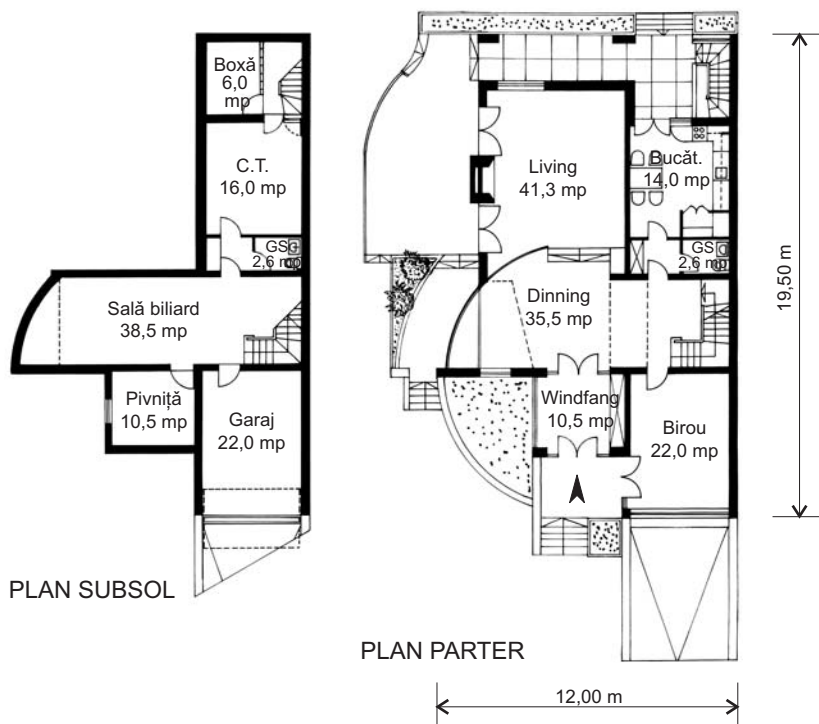 Boxă
6,0
mp
C.T.
16,0 mp
GS
2,6 mp
Sală biliard
38,5 mp
Pivniță
10,5 mp
Garaj
22,0 mp
PLAN SUBSOL
Living
41,3 mp
Bucăt.
14,0 mp
GS
2,6 mp
Dinning
35,5 mp
Windfang
10,5 mp
Birou
22,0 mp
PLAN PARTER
19,50 m
12,00 m